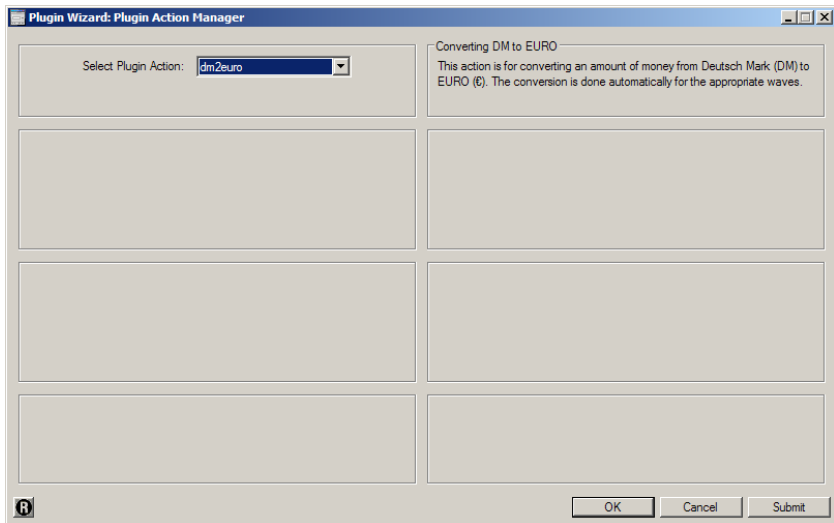 Plugin Wizard: Plugin Action Manager
Select Plugin Action: dm2euro
Converting DM to EURO
This action is for converting an amount of money from Deutsch Mark (DM) to
EURO (€). The conversion is done automatically for the appropriate waves.
R
OK Cancel Submit